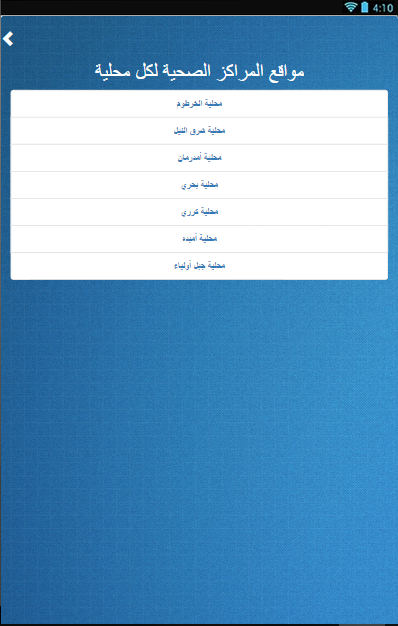 4:10
مواقع المراكز الصحية لكل محلية
محلية الخرطوم
محلية شرق النيل
محلية أمدرمان
محلية بحري
محلية كرري
محلية أمبده
محلية جبل أولياء